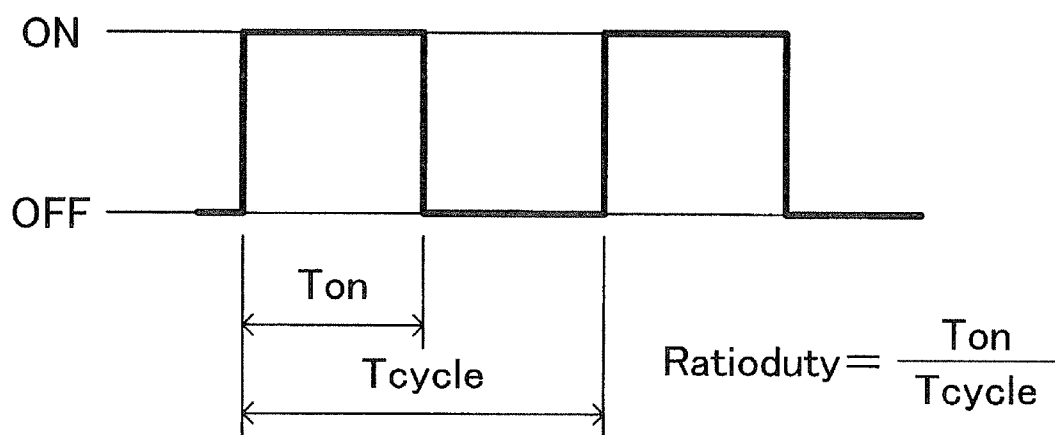 ON
OFF
Ton
Tcycle
Ratioduty= Ton
Tcycle